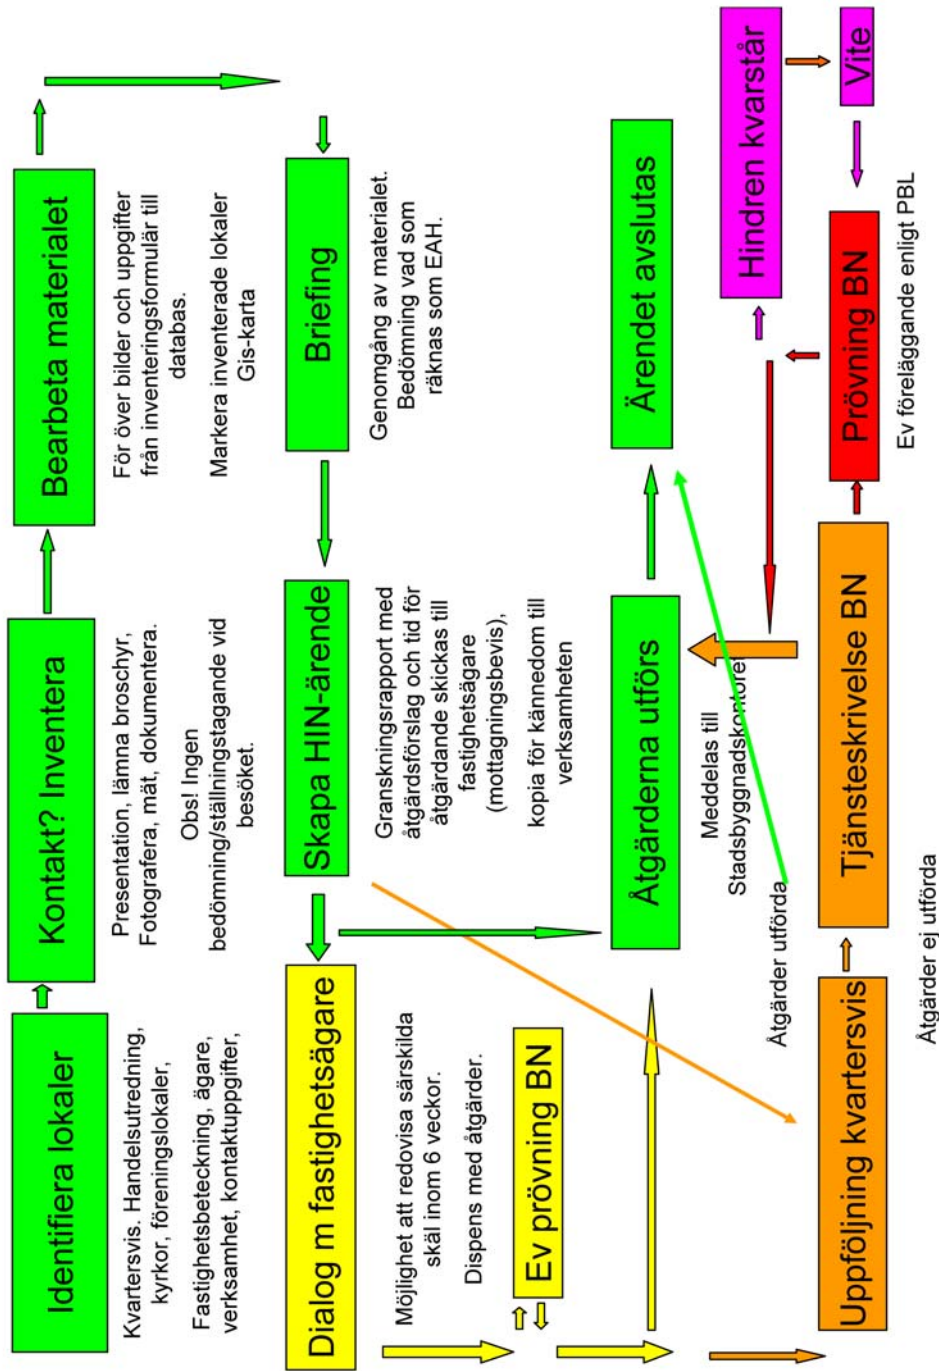 Identifiera lokaler
Kvartersvis. Handelsutredning,
kyrkor, föreningslokaler,
Fastighetsbeteckning, ägare,
verksamhet, kontaktuppgifter,
Kontakt? Inventera
Presentation, lämna broschyr,
Fotografera, mät, dokumentera.
Obs! Ingen
bedömning/ställningstagande vid
besöket.
Bearbeta materialet
För över bilder och uppgifter
från inventeringsformulär till
databas.
Markera inventerade lokaler
Gis-karta
Briefing
Genomgång av materialet.
Bedömning vad som
räknas som EAH.
Skapa HIN-ärende
Granskningsrapport med
åtgärdsförslag och tid för
åtgärdande skickas till
fastighetsägare
(mottagningsbevis),
kopia för kännedom till
verksamheten
Dialog m fastighetsägare
Möjlighet att redovisa särskilda
skäl inom 6 veckor.
Dispens med åtgärder.
Ev prövning BN
Åtgärderna utförs
Meddelas till
Stadsbyggnadskontoret
Ärendet avslutas
Åtgärder utförda
Uppföljning kvartersvis
Åtgärder ej utförda
Tjänsteskrivelse BN
Prövning BN
Ev föreläggande enligt PBL
Hindren kvarstår
Vite